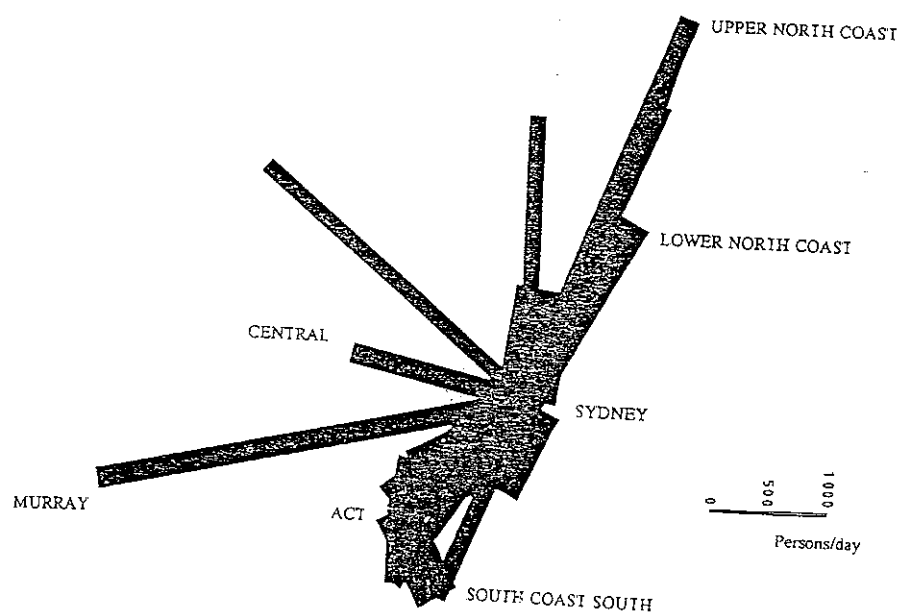 UPPER NORTH COAST
LOWER NORTH COAST
CENTRAL
SYDNEY
MURRAY
ACT
0 500 1000
Persons/day
SOUTH COAST SOUTH